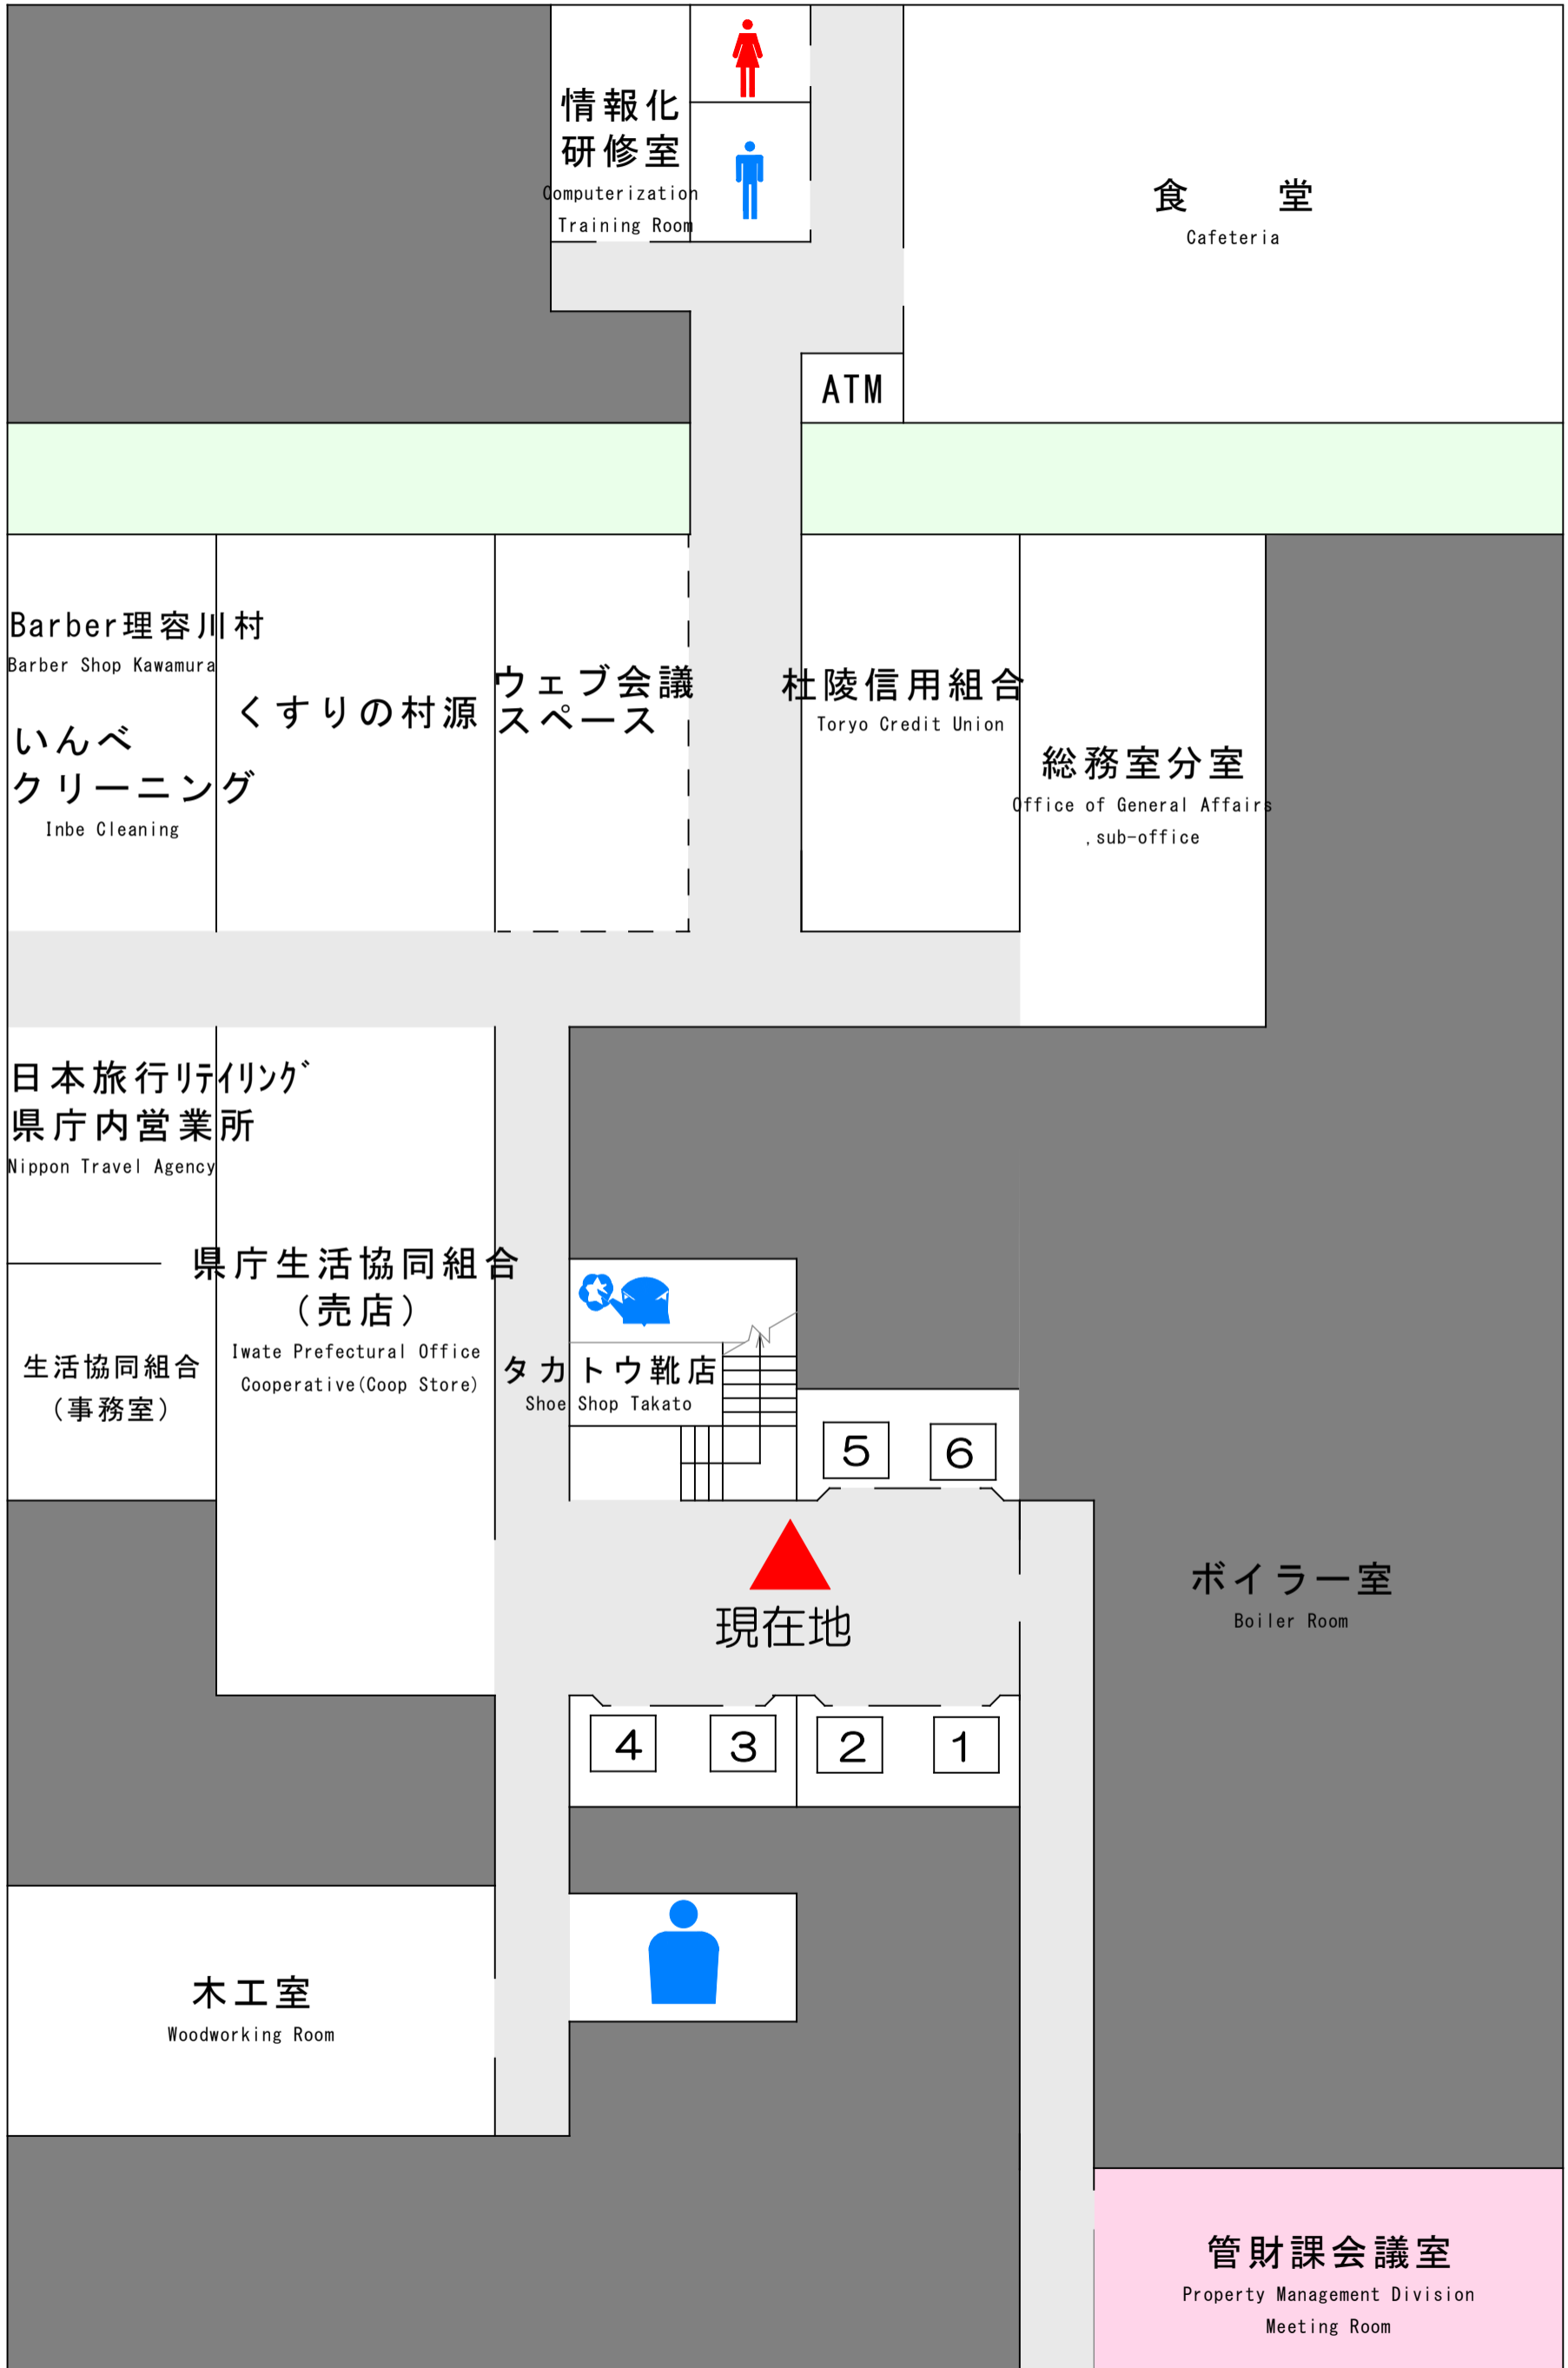 情報化
研修室
Computerization
Training Room
食　　堂
Cafeteria
ATM
Barber理容川村
Barber Shop Kawamura
いんべ
クリーニング
Inbe Cleaning
くすりの村源
ウェブ会議
スペース
杜陵信用組合
Toryo Credit Union
総務室分室
Office of General Affairs
,sub-office
日本旅行ﾘﾃｲﾘﾝｸﾞ
県庁内営業所
Nippon Travel Agency
県庁生活協同組合
(売店)
Iwate Prefectural Office
Cooperative(Coop Store)
生活協同組合
(事務室)
タカトウ靴店
Shoe Shop Takato
5
6
現在地
ボイラー室
Boiler Room
4
3
2
1
木工室
Woodworking Room
管財課会議室
Property Management Division
Meeting Room